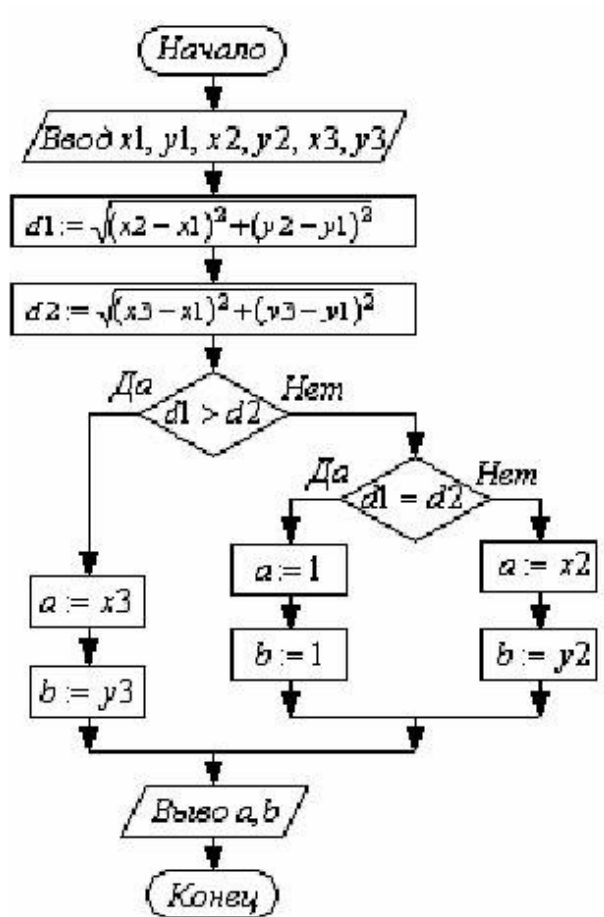 Начало
Ввод x1, y1, x2, y2, x3, y3
d1 := √(x2 − x1)² + (y2 − y1)²
d2 := √(x3 − x1)² + (y3 − y1)²
Да Нет
d1 > d2
Да Нет
d1 = d2
a := 1 a := x2
a := x3
b := 1 b := y2
b := y3
Выво a, b
Конец